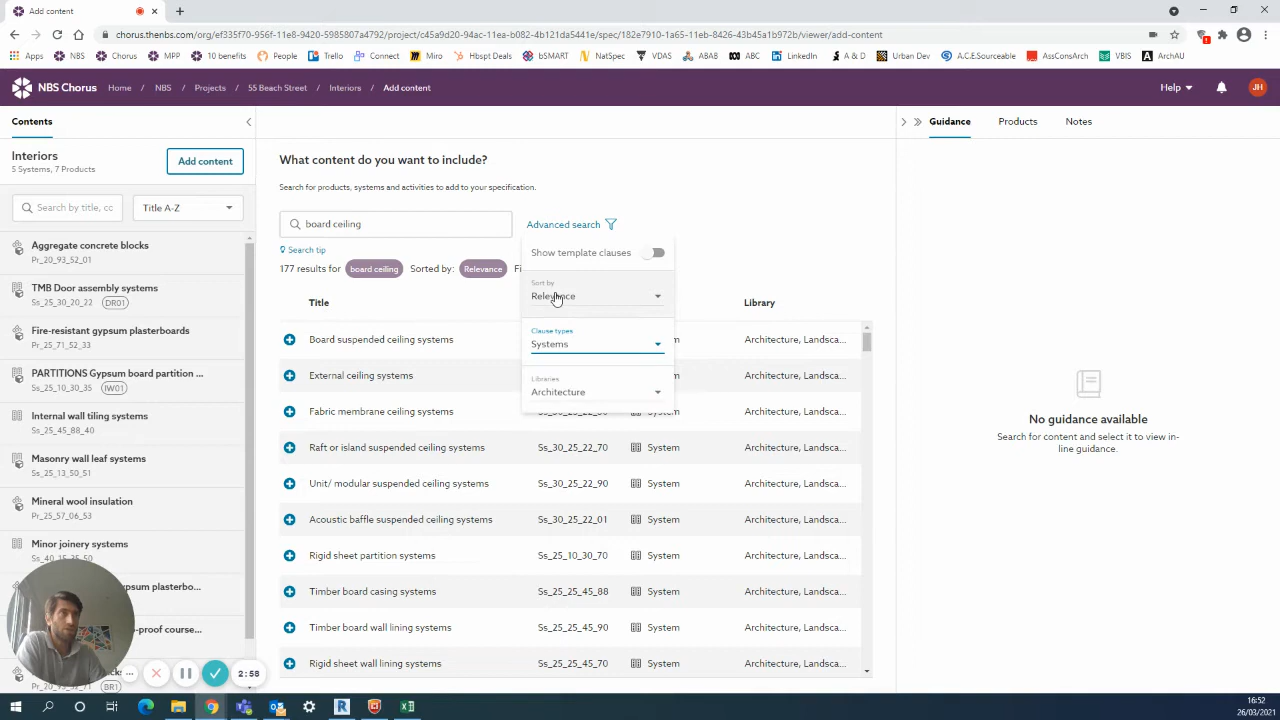 Add content
chorus.thenbs.com/org/ef335f70-956f-11e8-9420-5985807a4792/project/c45a9d20-94ac-11ea-b082-4b121da5441e/spec/182e7910-1a65-11eb-8426-43b45a1b972b/viewer/add-content
Apps NBS Chorus MPP 10 benefits People Trello Connect Miro Hbspt Deals bSMART NatSpec VDAS ABAB ABC LinkedIn A & D Urban Dev A.C.E.Sourceable AssConsArch VBIS ArchAU
NBS Chorus Home / NBS / Projects / 55 Beach Street / Interiors / Add content Help JH
Contents
Interiors
5 Systems, 7 Products
Add content
Search by title, cc
Title A-Z
Aggregate concrete blocks
Pr_20_93_52_01
TMB Door assembly systems
Ss_25_30_20_22 DR01
Fire-resistant gypsum plasterboards
Pr_25_71_52_33
PARTITIONS Gypsum board partition ...
Ss_25_10_30_35 IW01
Internal wall tiling systems
Ss_25_45_88_40
Masonry wall leaf systems
Ss_25_13_50_51
Mineral wool insulation
Pr_25_57_06_53
Minor joinery systems
Ss_40_15_35_50
ypsum plasterbo...
-proof course...
BR1
2:58
What content do you want to include?
Search for products, systems and activities to add to your specification.
board ceiling
Advanced search
Search tip
177 results for board ceiling Sorted by: Relevance Fi
Show template clauses
Sort by
Relevance
Clause types
Systems
Libraries
Architecture
Title Library
Board suspended ceiling systems Architecture, Landsca...
External ceiling systems Architecture, Landsca...
Fabric membrane ceiling systems Ss_30_25_22_30 System Architecture, Landsca...
Raft or island suspended ceiling systems Ss_30_25_22_70 System Architecture, Landsca...
Unit/ modular suspended ceiling systems Ss_30_25_22_90 System Architecture, Landsca...
Acoustic baffle suspended ceiling systems Ss_30_25_22_01 System Architecture, Landsca...
Rigid sheet partition systems Ss_25_10_30_70 System Architecture, Landsca...
Timber board casing systems Ss_25_45_88 System Architecture, Landsca...
Timber board wall lining systems Ss_25_25_45_90 System Architecture, Landsca...
Rigid sheet wall lining systems Ss_25_25_45_70 System Architecture, Landsca...
Guidance Products Notes
No guidance available
Search for content and select it to view in-
line guidance.
16:52
26/03/2021